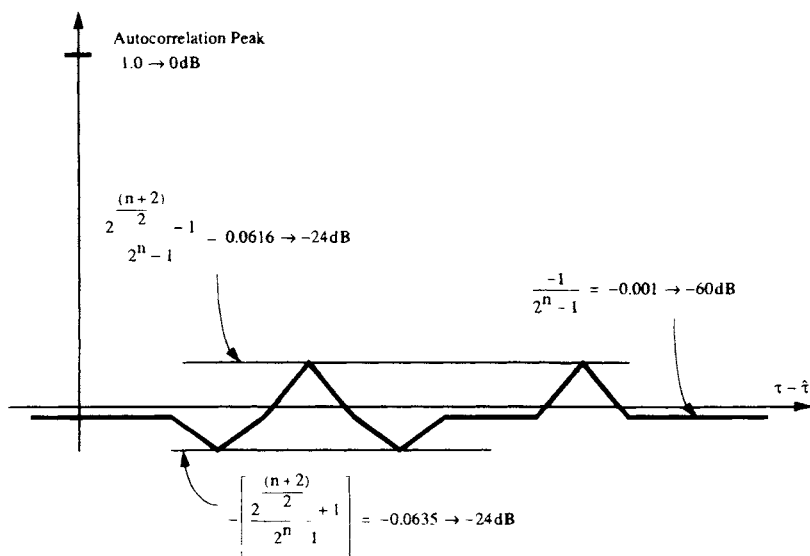 Autocorrelation Peak
1.0 → 0dB
2^((n + 2)/2) - 1
2^n - 1
– 0.0616 → -24dB
-1
2^n - 1
= -0.001 → -60dB
τ - τ̂
-[2^((n + 2)/2) + 1
2^n - 1] = -0.0635 → -24dB